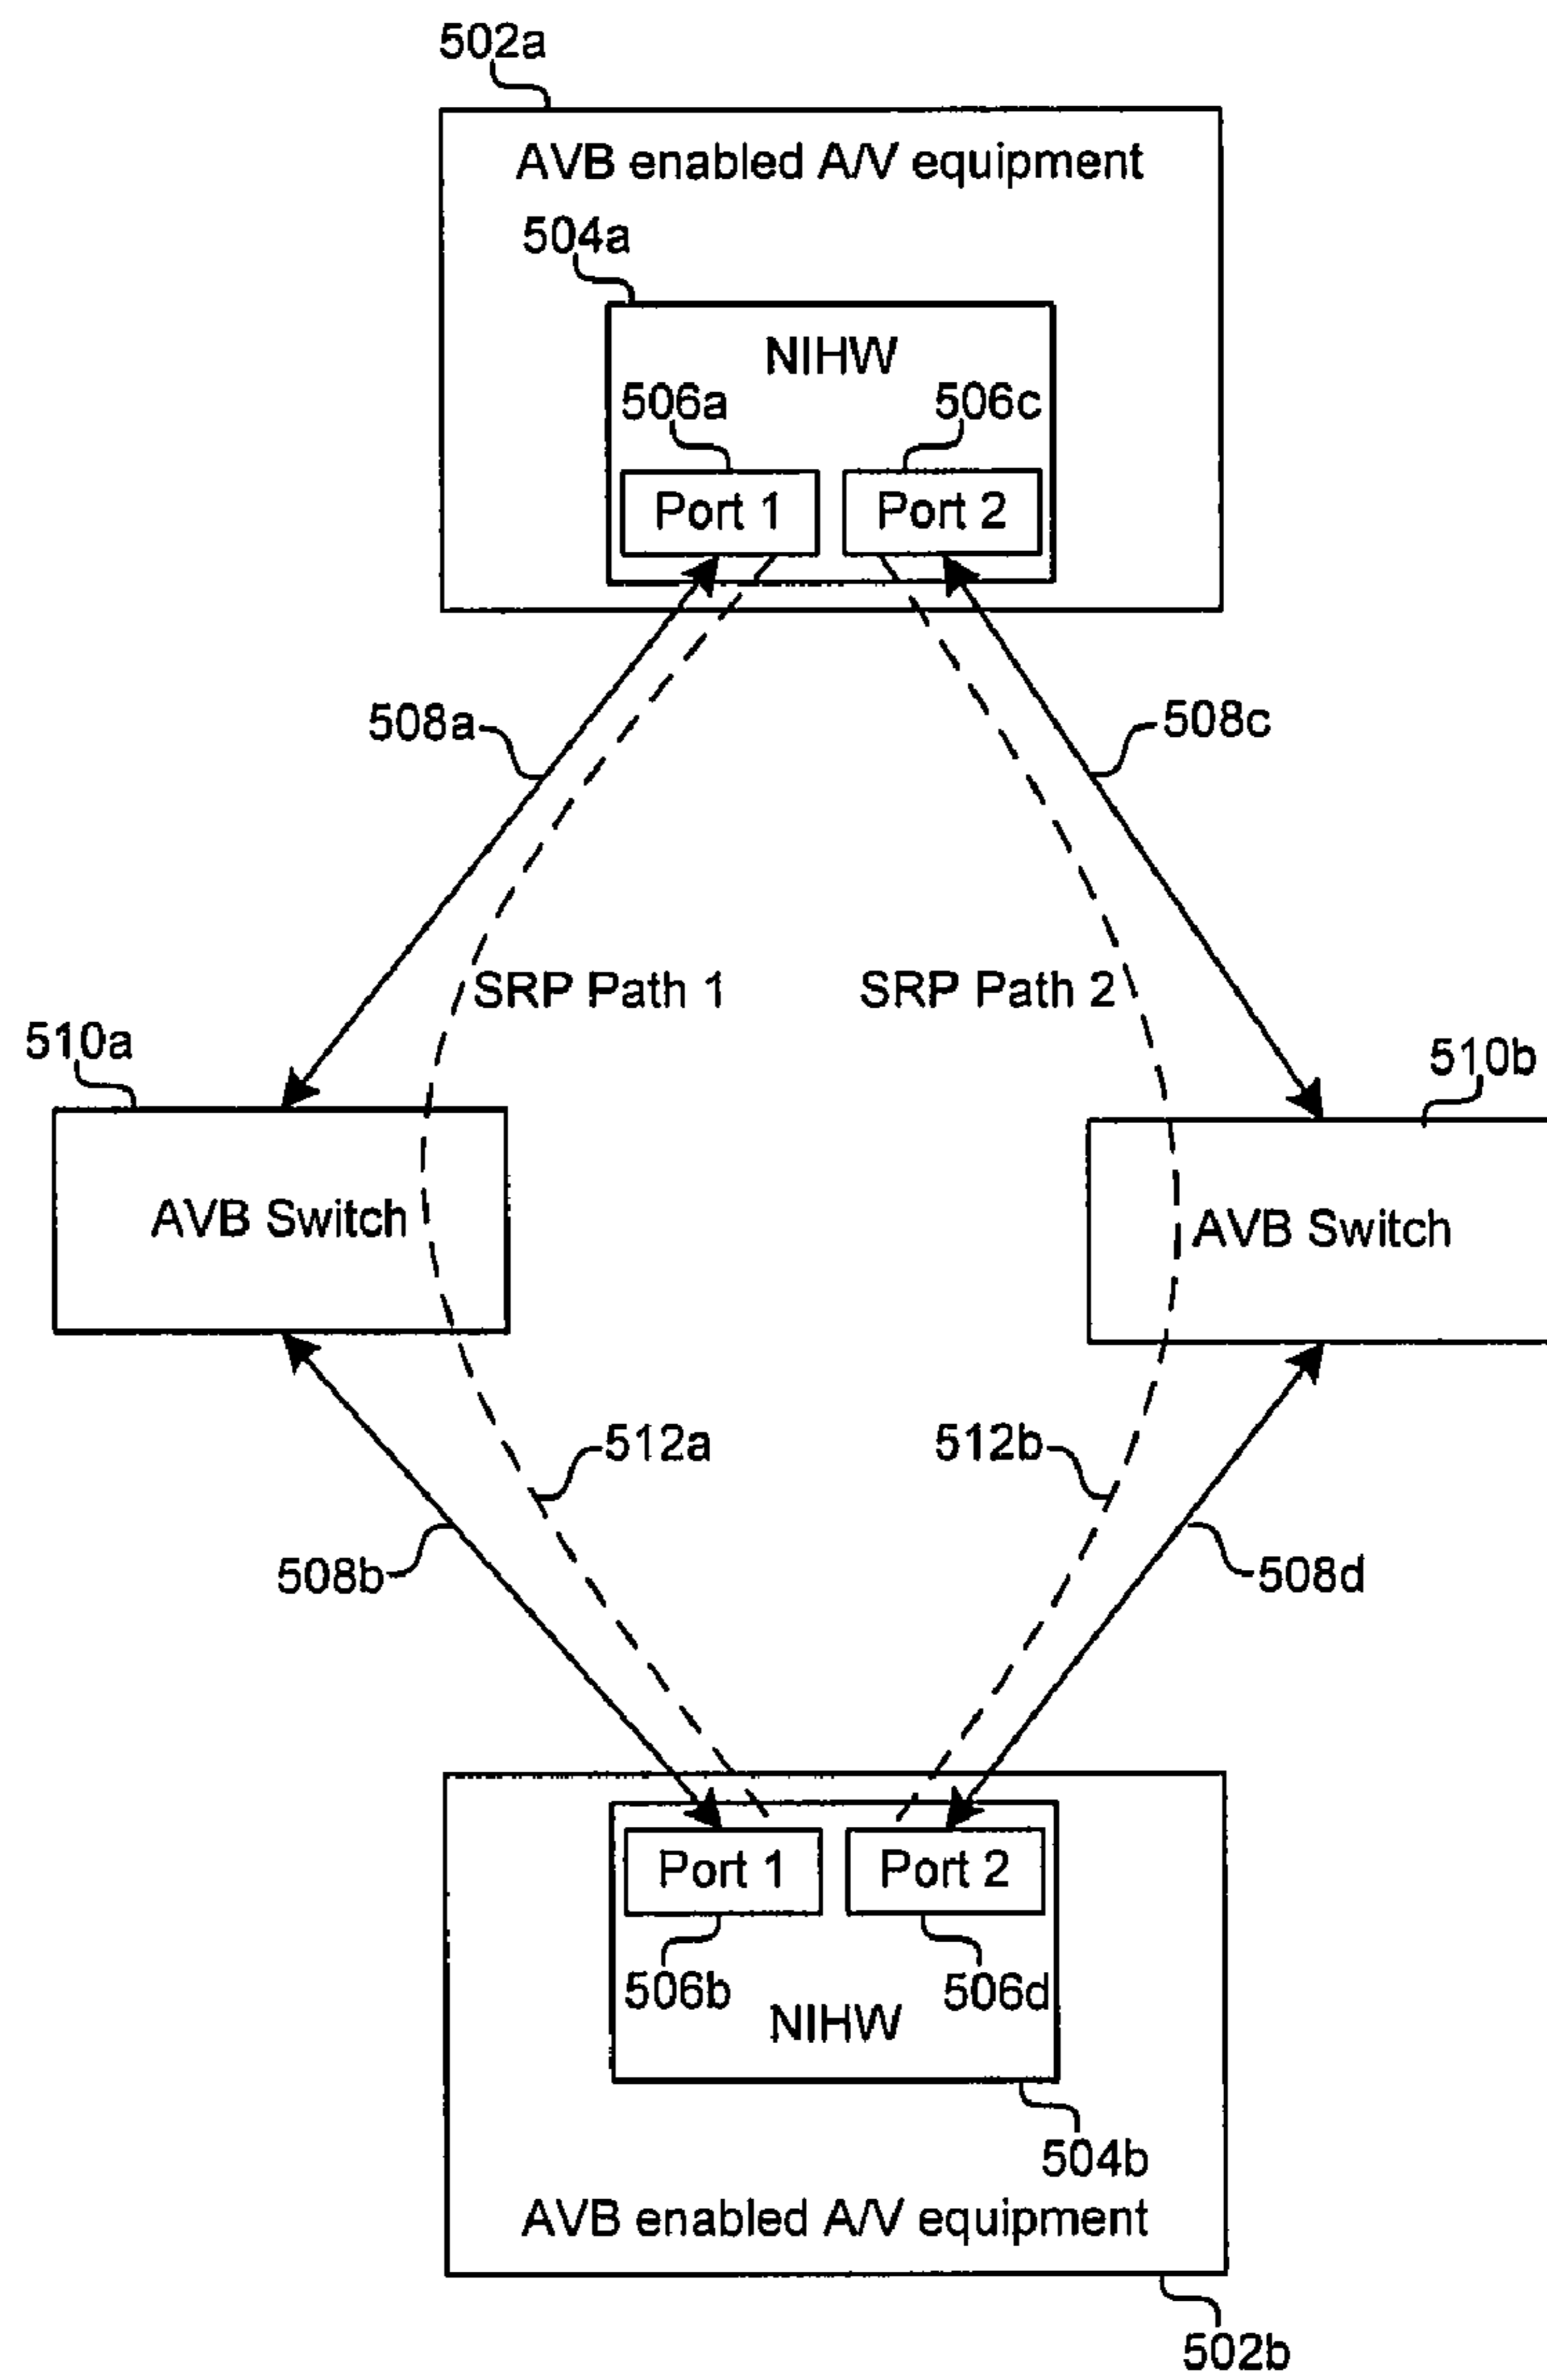 502a
AVB enabled A/V equipment
504a
NIHW
506a
506c
Port 1
Port 2
508a
508c
SRP Path 1
SRP Path 2
510a
510b
AVB Switch
AVB Switch
512a
512b
508b
508d
Port 1
Port 2
506b
506d
NIHW
504b
AVB enabled A/V equipment
502b